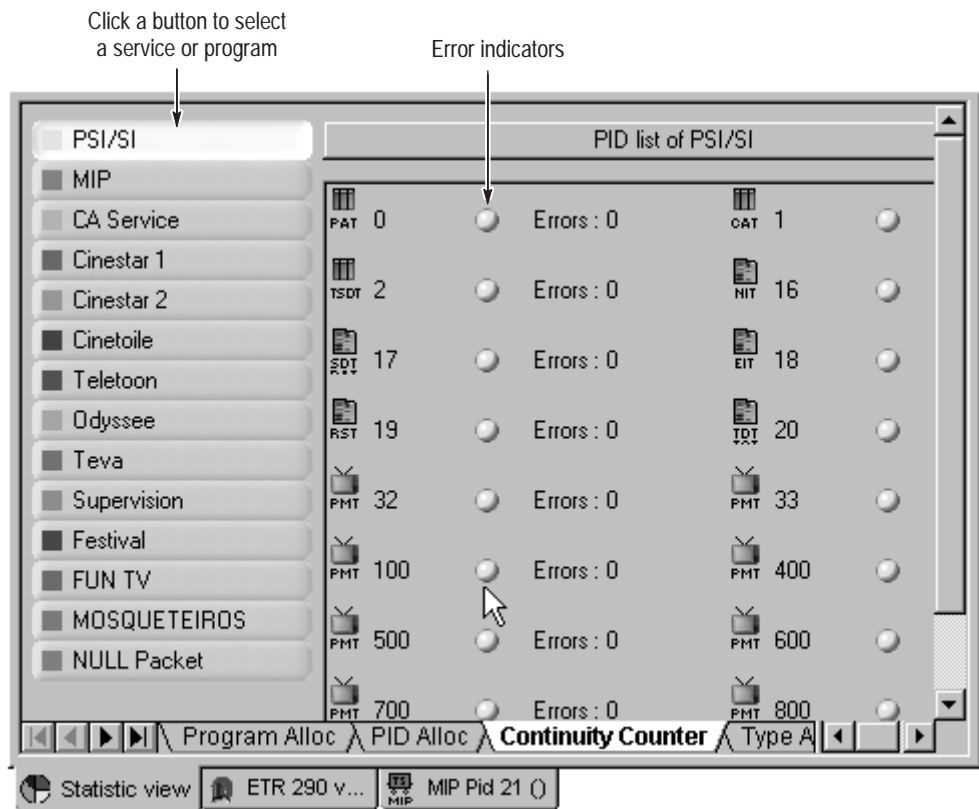 Click a button to select
a service or program
Error indicators
PSI/SI
MIP
CA Service
Cinestar 1
Cinestar 2
Cinetoile
Teletoon
Odyssee
Teva
Supervision
Festival
FUN TV
MOSQUETEIROS
NULL Packet
PID list of PSI/SI
PAT 0 Errors : 0 CAT 1
TSDT 2 Errors : 0 NIT 16
SDT 17 Errors : 0 EIT 18
RST 19 Errors : 0 TDT 20
PMT 32 Errors : 0 PMT 33
PMT 100 Errors : 0 PMT 400
PMT 500 Errors : 0 PMT 600
PMT 700 Errors : 0 PMT 800
Program Alloc PID Alloc Continuity Counter Type A
Statistic view ETR 290 v... TS MIP MIP Pid 21 ()